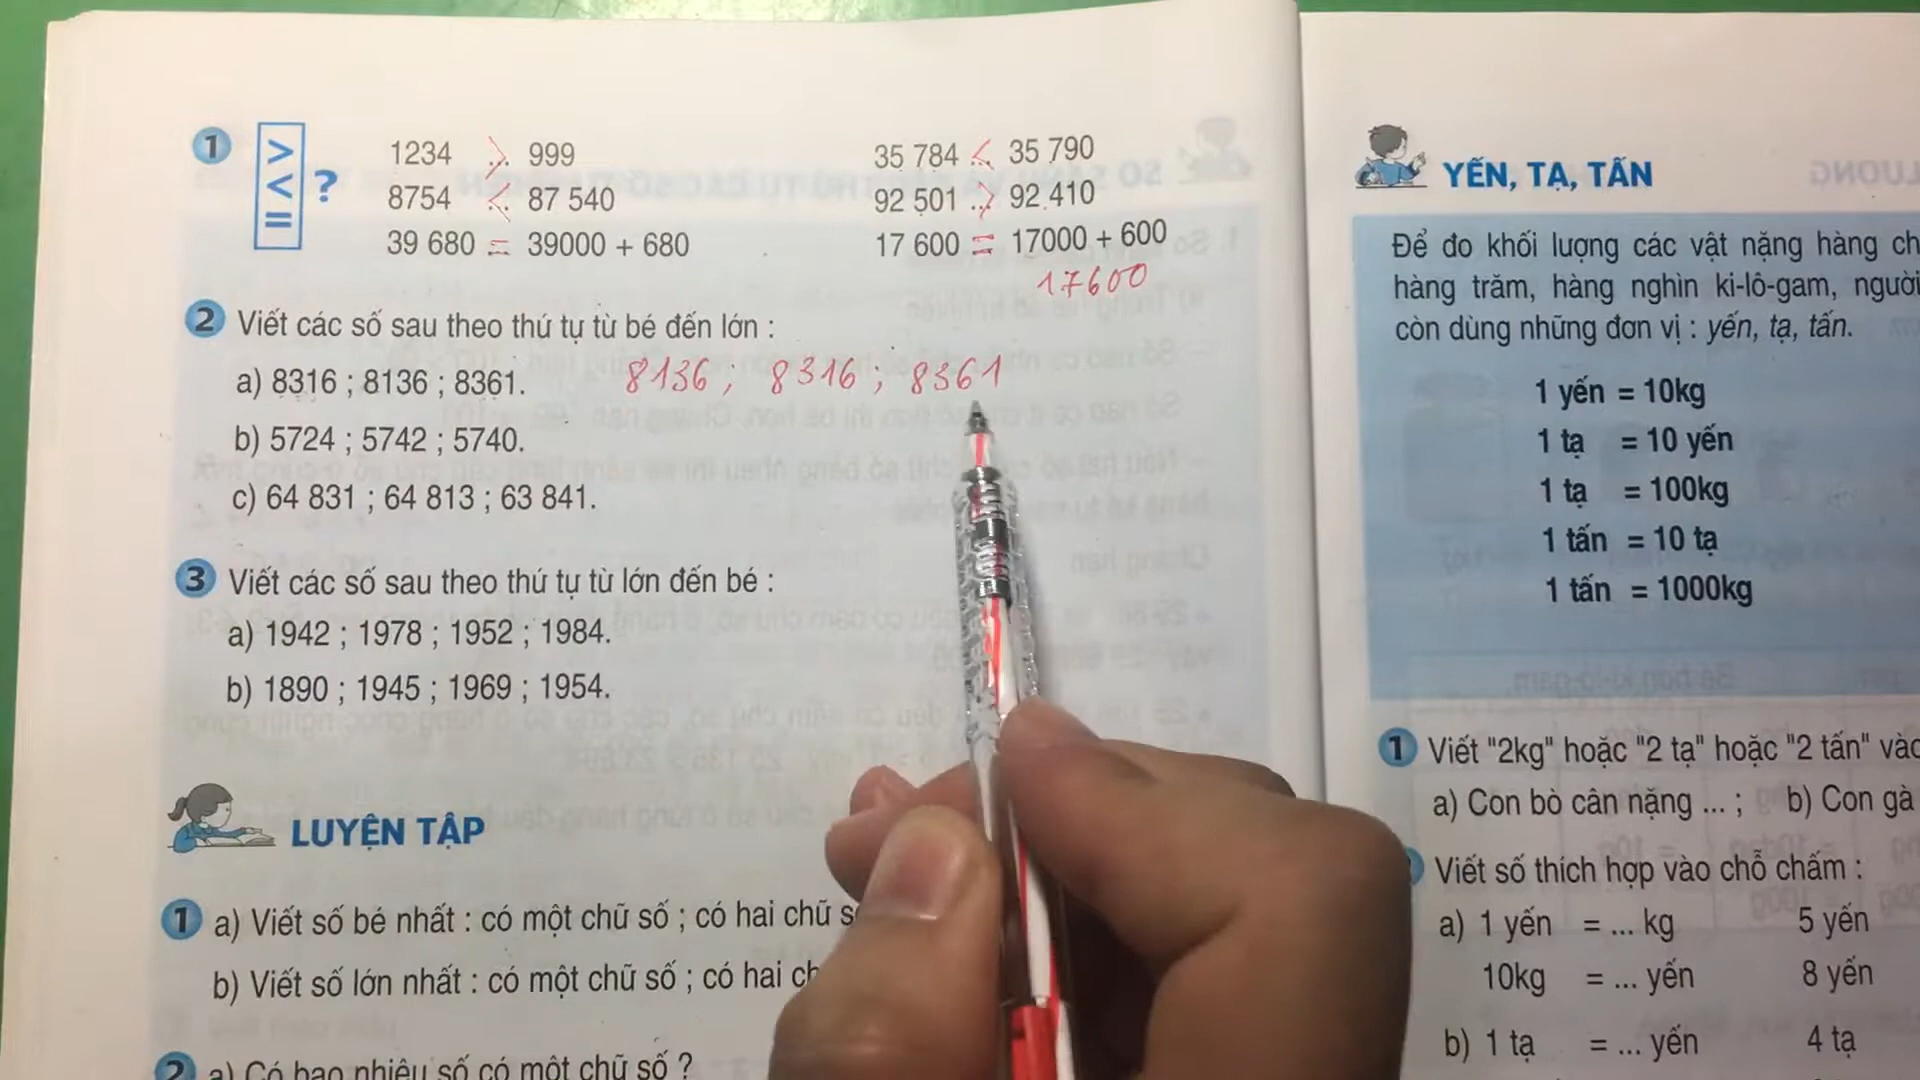 1 > < = ?
1234 > 999
35 784 < 35 790
8754 < 87 540
92 501 > 92 410
39 680 = 39000 + 680
17 600 = 17000 + 600
17600
2 Viết các số sau theo thứ tự từ bé đến lớn :
a) 8316 ; 8136 ; 8361. 8136 ; 8316 ; 8361
b) 5724 ; 5742 ; 5740.
c) 64 831 ; 64 813 ; 63 841.
3 Viết các số sau theo thứ tự từ lớn đến bé :
a) 1942 ; 1978 ; 1952 ; 1984.
b) 1890 ; 1945 ; 1969 ; 1954.
LUYỆN TẬP
1 a) Viết số bé nhất : có một chữ số ; có hai chữ
b) Viết số lớn nhất : có một chữ số ; có hai
2 a) Có bao nhiêu số có một chữ số ?
YẾN, TẠ, TẤN
Để đo khối lượng các vật nặng hàng
hàng trăm, hàng nghìn ki-lô-gam, người
còn dùng những đơn vị : yến, tạ, tấn.
1 yến = 10kg
1 tạ = 10 yến
1 tạ = 100kg
1 tấn = 10 tạ
1 tấn = 1000kg
1 Viết "2kg" hoặc "2 tạ" hoặc "2 tấn"
a) Con bò cân nặng ... ; b) Con gà
Viết số thích hợp vào chỗ chấm :
a) 1 yến = ... kg 5 yến
10kg = ... yến 8 yến
b) 1 tạ = ... yến 4 tạ